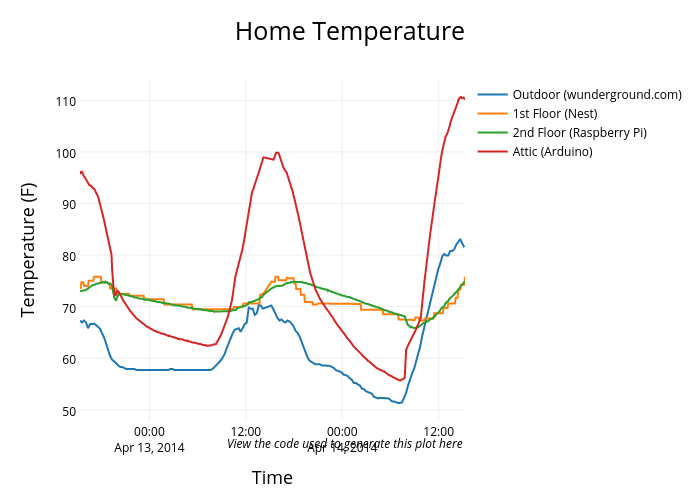 Home Temperature
Outdoor (wunderground.com)
1st Floor (Nest)
2nd Floor (Raspberry Pi)
Attic (Arduino)
Temperature (F)
110
100
90
80
70
60
50
00:00
Apr 13, 2014
12:00
00:00
Apr 14, 2014
12:00
View the code used to generate this plot here
Time